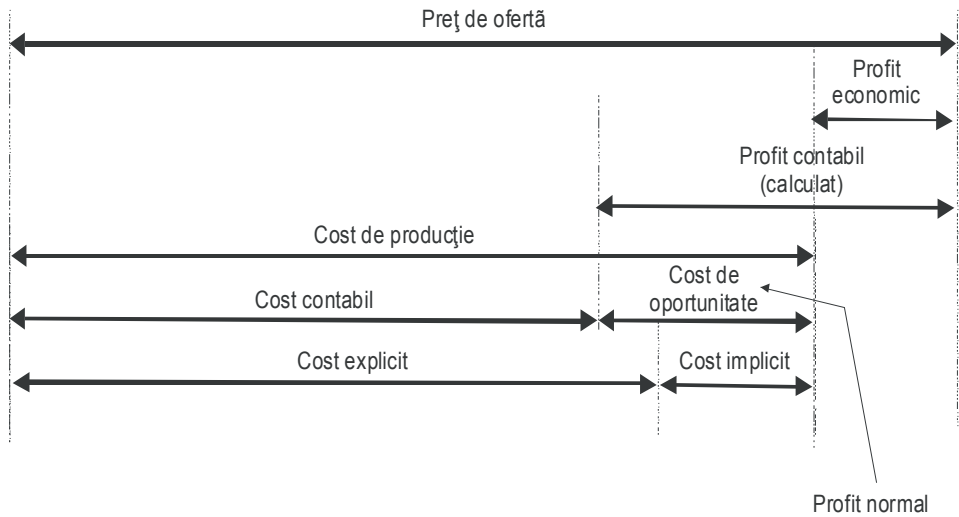 Preţ de ofertã
Profit
economic
Profit contabil
(calculat)
Cost de producţie
Cost de
oportunitate
Cost contabil
Cost explicit
Cost implicit
Profit normal